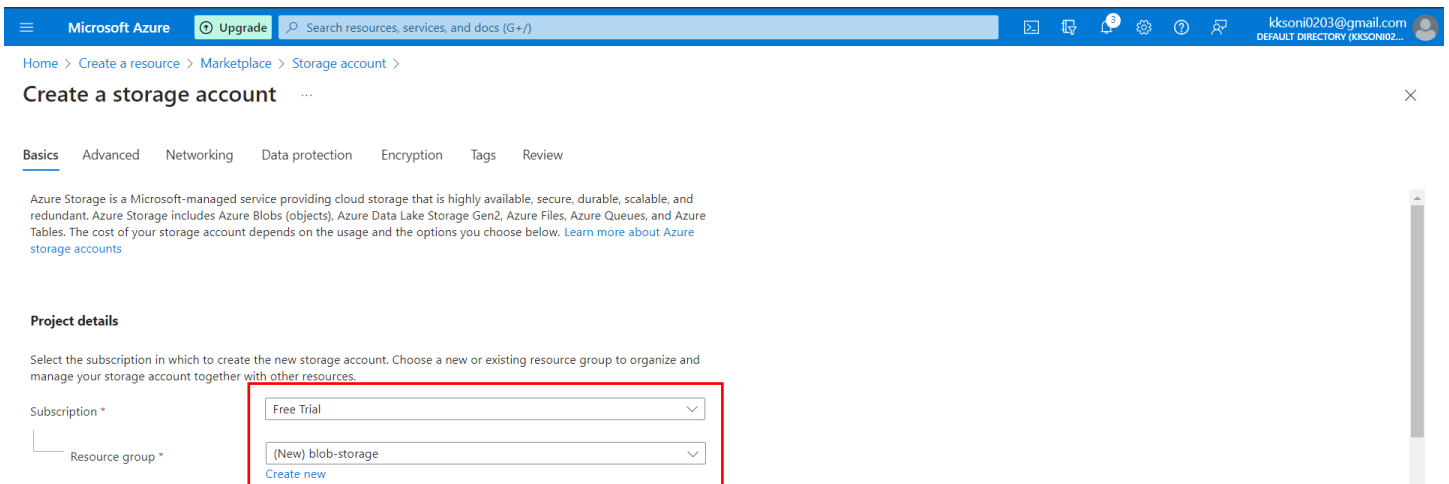 Microsoft Azure Upgrade Search resources, services, and docs (G+/) 3 kksoni0203@gmail.com
DEFAULT DIRECTORY (KKSONI02...
Home > Create a resource > Marketplace > Storage account >
Create a storage account ...
Basics Advanced Networking Data protection Encryption Tags Review
Azure Storage is a Microsoft-managed service providing cloud storage that is highly available, secure, durable, scalable, and
redundant. Azure Storage includes Azure Blobs (objects), Azure Data Lake Storage Gen2, Azure Files, Azure Queues, and Azure
Tables. The cost of your storage account depends on the usage and the options you choose below. Learn more about Azure
storage accounts
Project details
Select the subscription in which to create the new storage account. Choose a new or existing resource group to organize and
manage your storage account together with other resources.
Subscription * Free Trial
Resource group * (New) blob-storage
Create new